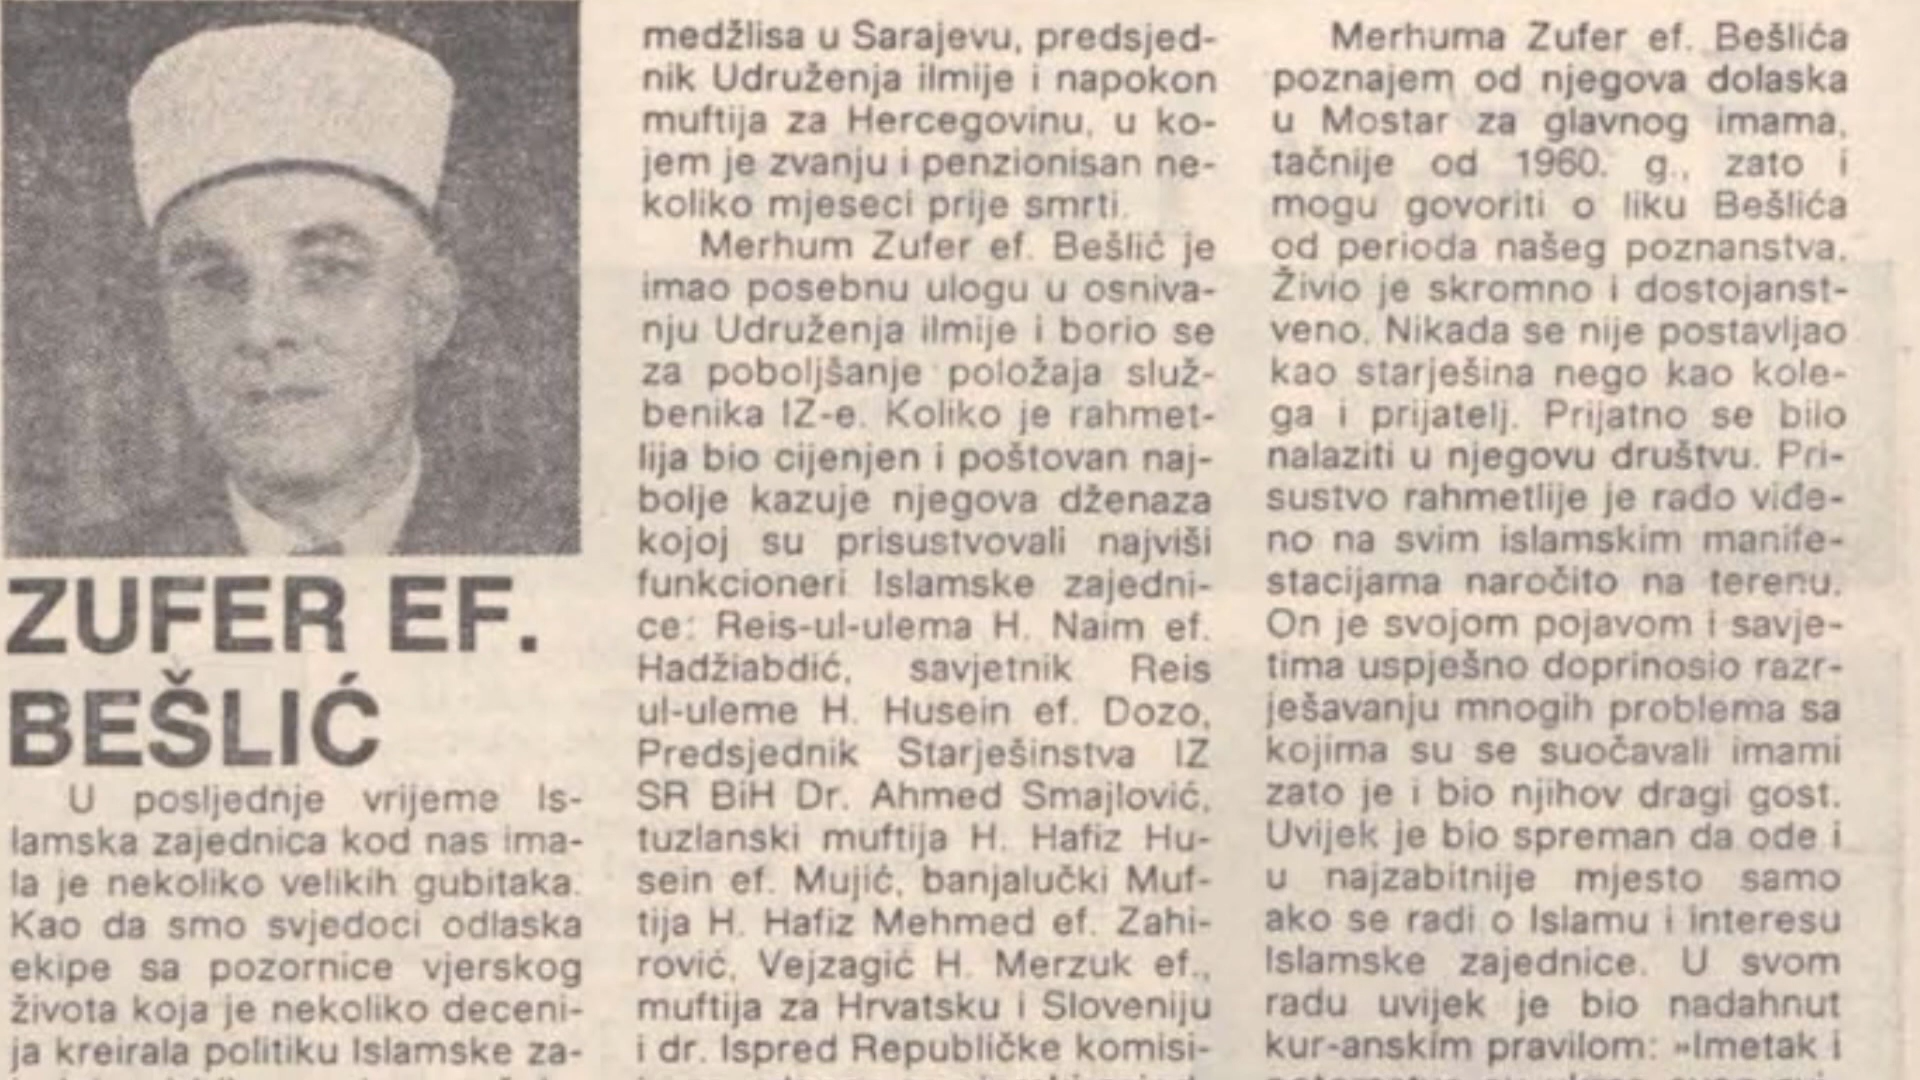 ZUFER EF.
BEŠLIĆ
U posljednje vrijeme Is-
lamska zajednica kod nas ima-
la je nekoliko velikih gubitaka.
Kao da smo svjedoci odlaska
ekipe sa pozornice vjerskog
života koja je nekoliko deceni-
ja kreirala politiku Islamske za-
medžlisa u Sarajevu, predsjed-
nik Udruženja ilmije i napokon
muftija za Hercegovinu, u ko-
jem je zvanju i penzionisan ne-
koliko mjeseci prije smrti.
Merhum Zufer ef. Bešlić je
imao posebnu ulogu u osniva-
nju Udruženja ilmije i borio se
za poboljšanje položaja služ-
benika IZ-e. Koliko je rahmet-
lija bio cijenjen i poštovan naj-
bolje kazuje njegova dženaza
kojoj su prisustvovali najviši
funkcioneri Islamske zajedni-
ce: Reis-ul-ulema H. Naim ef.
Hadžiabdić, savjetnik Reis
ul-uleme H. Husein ef. Dozo,
Predsjednik Starješinstva IZ
SR BiH Dr. Ahmed Smajlović,
tuzlanski muftija H. Hafiz Hu-
sein ef. Mujić, banjalučki Muf-
tija H. Hafiz Mehmed ef. Zahi-
rović, Vejzagić H. Merzuk ef.,
muftija za Hrvatsku i Sloveniju
i dr. Ispred Republičke komisi-
Merhuma Zufer ef. Bešlića
poznajem od njegova dolaska
u Mostar za glavnog imama,
tačnije od 1960. g., zato i
mogu govoriti o liku Bešlića
od perioda našeg poznanstva.
Živio je skromno i dostojanst-
veno. Nikada se nije postavljao
kao starješina nego kao kole-
ga i prijatelj. Prijatno se bilo
nalaziti u njegovu društvu. Pri-
sustvo rahmetlije je rado viđe-
no na svim islamskim manife-
stacijama naročito na terenu.
On je svojom pojavom i savje-
tima uspješno doprinosio razr-
ješavanju mnogih problema sa
kojima su se suočavali imami
zato je i bio njihov dragi gost.
Uvijek je bio spreman da ode i
u najzabitnije mjesto samo
ako se radi o Islamu i interesu
Islamske zajednice. U svom
radu uvijek je bio nadahnut
kur-anskim pravilom: »Imetak i